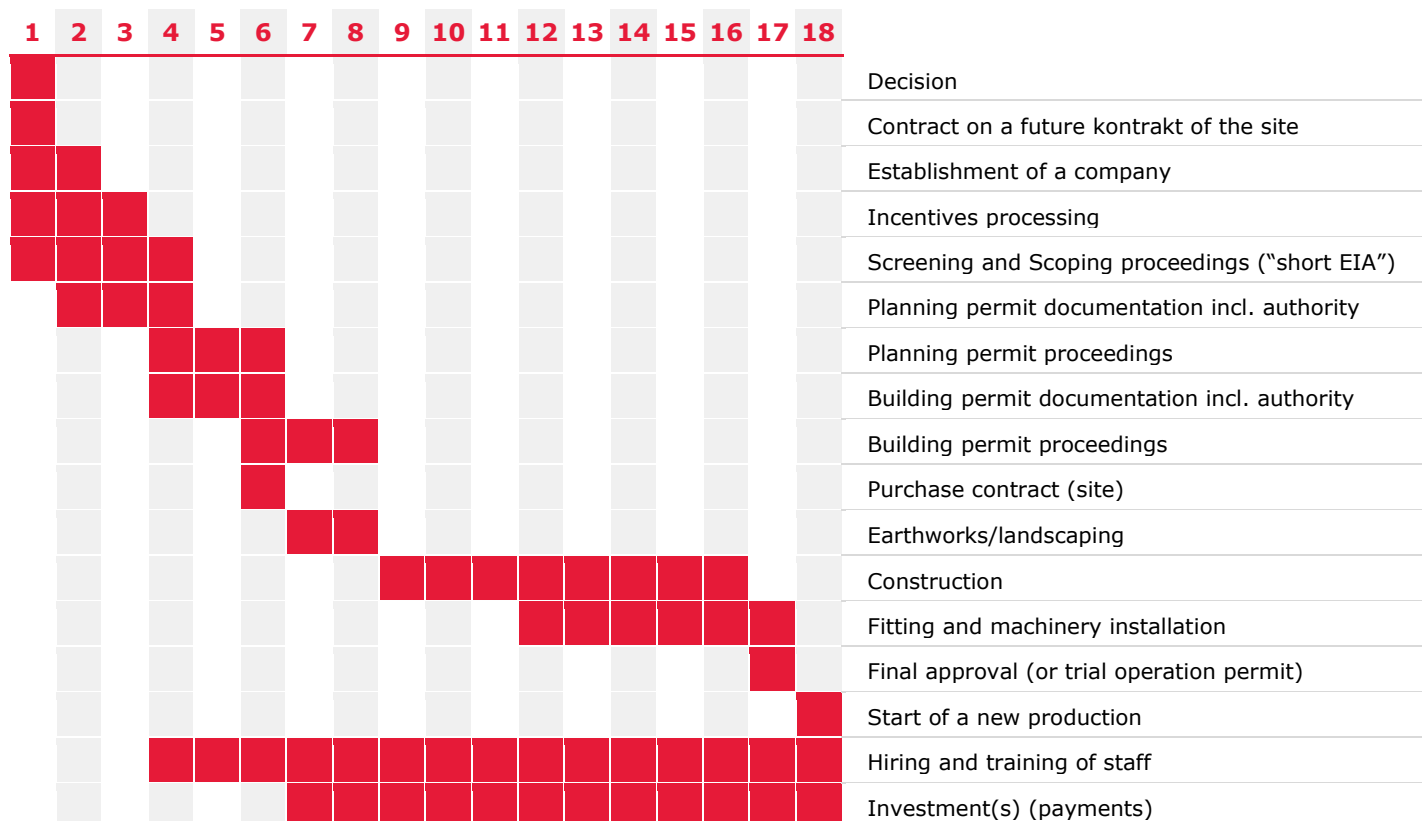 1 2 3 4 5 6 7 8 9 10 11 12 13 14 15 16 17 18
Decision
Contract on a future kontrakt of the site
Establishment of a company
Incentives processing
Screening and Scoping proceedings (“short EIA”)
Planning permit documentation incl. authority
Planning permit proceedings
Building permit documentation incl. authority
Building permit proceedings
Purchase contract (site)
Earthworks/landscaping
Construction
Fitting and machinery installation
Final approval (or trial operation permit)
Start of a new production
Hiring and training of staff
Investment(s) (payments)